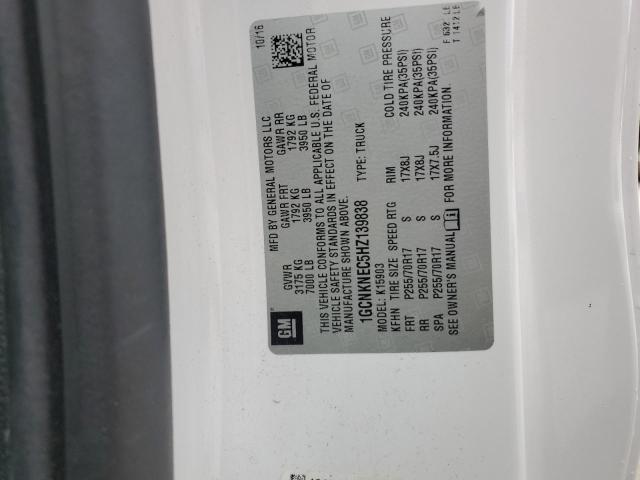 GM
MFD BY GENERAL MOTORS LLC 10/16
GVWR GAWR FRT GAWR RR
3175 KG 1792 KG 1792 KG
7000 LB 3950 LB 3950 LB
THIS VEHICLE CONFORMS TO ALL APPLICABLE U.S. FEDERAL MOTOR
VEHICLE SAFETY STANDARDS IN EFFECT ON THE DATE OF
MANUFACTURE SHOWN ABOVE.
1GCNKNEC5HZ139838 TYPE: TRUCK
MODEL: K15903
KFHN TIRE SIZE SPEED RTG RIM COLD TIRE PRESSURE
FRT P255/70R17 S 17X8J 240KPA(35PSI)
RR P255/70R17 S 17X8J 240KPA(35PSI)
SPA P255/70R17 S 17X7.5J 240KPA(35PSI)
SEE OWNER'S MANUAL FOR MORE INFORMATION.
F 632 LB
T 1412 LB